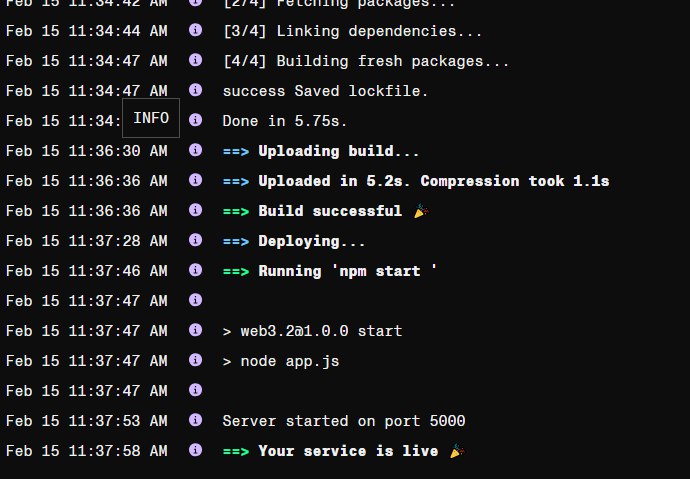 Feb 15 11:34:42 AM [2/4] Fetching packages...
Feb 15 11:34:44 AM [3/4] Linking dependencies...
Feb 15 11:34:47 AM [4/4] Building fresh packages...
Feb 15 11:34:47 AM success Saved lockfile.
Feb 15 11:34: INFO Done in 5.75s.
Feb 15 11:36:30 AM ==> Uploading build...
Feb 15 11:36:36 AM ==> Uploaded in 5.2s. Compression took 1.1s
Feb 15 11:36:36 AM ==> Build successful 🎉
Feb 15 11:37:28 AM ==> Deploying...
Feb 15 11:37:46 AM ==> Running 'npm start '
Feb 15 11:37:47 AM
Feb 15 11:37:47 AM > web3.2@1.0.0 start
Feb 15 11:37:47 AM > node app.js
Feb 15 11:37:47 AM
Feb 15 11:37:53 AM Server started on port 5000
Feb 15 11:37:58 AM ==> Your service is live 🎉